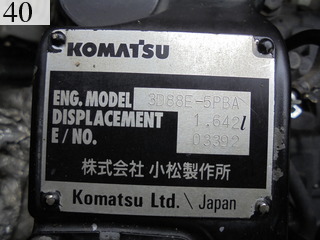 40
KOMATSU
ENG. MODEL 3D88E-5PBA
DISPLACEMENT 1.642 l
E / NO. 03392
株式会社 小松製作所
Komatsu Ltd. \ Japan